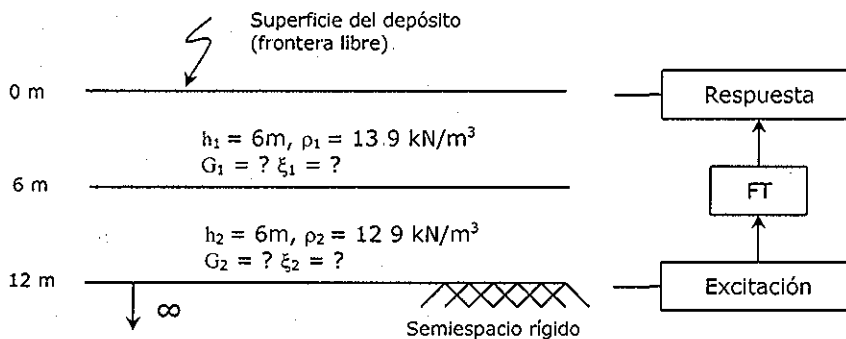 Superficie del depósito
(frontera libre)
0 m
Respuesta
h₁ = 6m, ρ₁ = 13.9 kN/m³
G₁ = ? ξ₁ = ?
6 m
FT
h₂ = 6m, ρ₂ = 12 9 kN/m³
G₂ = ? ξ₂ = ?
12 m
Excitación
∞
Semiespacio rígido